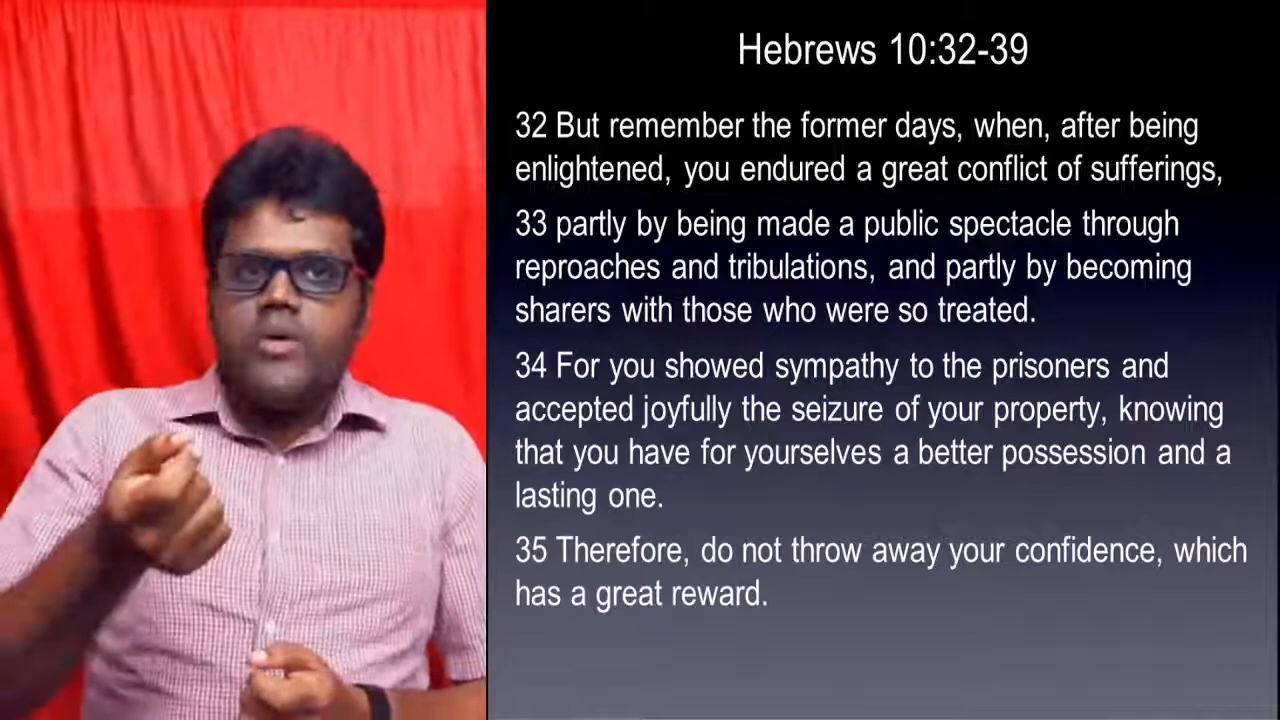 Hebrews 10:32-39
32 But remember the former days, when, after being
enlightened, you endured a great conflict of sufferings,
33 partly by being made a public spectacle through
reproaches and tribulations, and partly by becoming
sharers with those who were so treated.
34 For you showed sympathy to the prisoners and
accepted joyfully the seizure of your property, knowing
that you have for yourselves a better possession and a
lasting one.
35 Therefore, do not throw away your confidence, which
has a great reward.